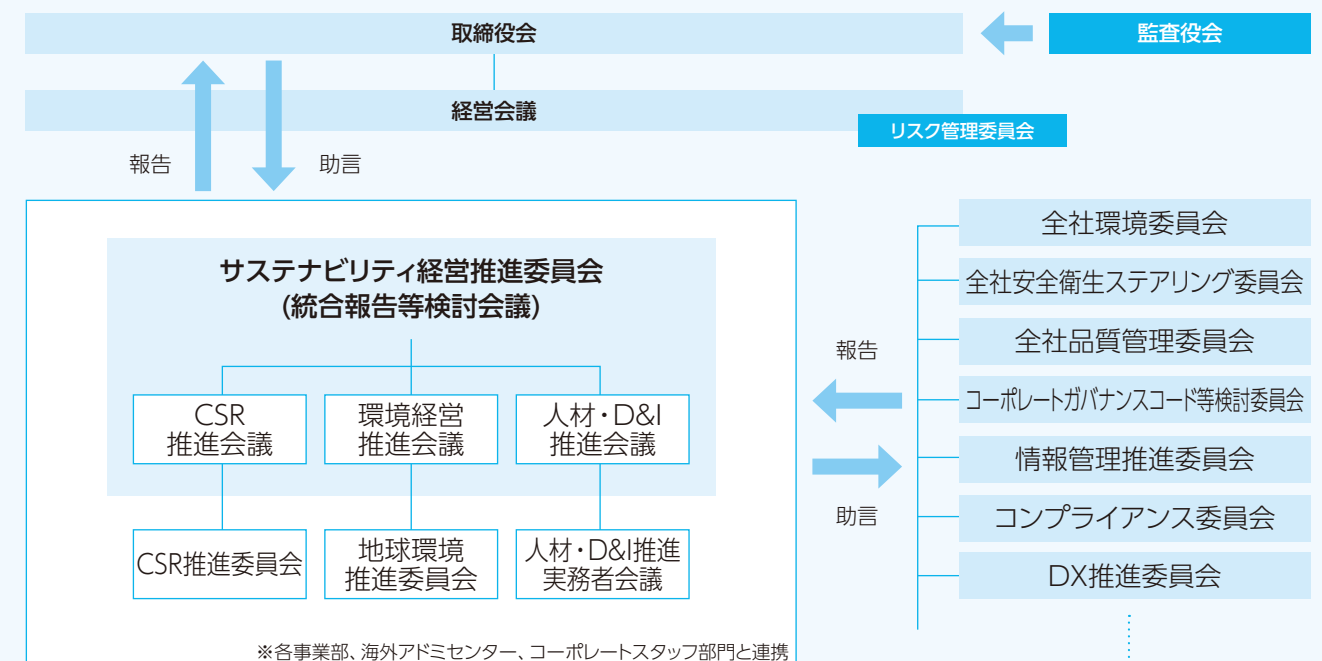 取締役会
監査役会
経営会議
リスク管理委員会
報告
助言
サステナビリティ経営推進委員会
(統合報告等検討会議)
CSR
推進会議
環境経営
推進会議
人材・D&I
推進会議
CSR推進委員会
地球環境
推進委員会
人材・D&I推進
実務者会議
※各事業部、海外アドミセンター、コーポレートスタッフ部門と連携
報告
助言
全社環境委員会
全社安全衛生ステアリング委員会
全社品質管理委員会
コーポレートガバナンスコード等検討委員会
情報管理推進委員会
コンプライアンス委員会
DX推進委員会